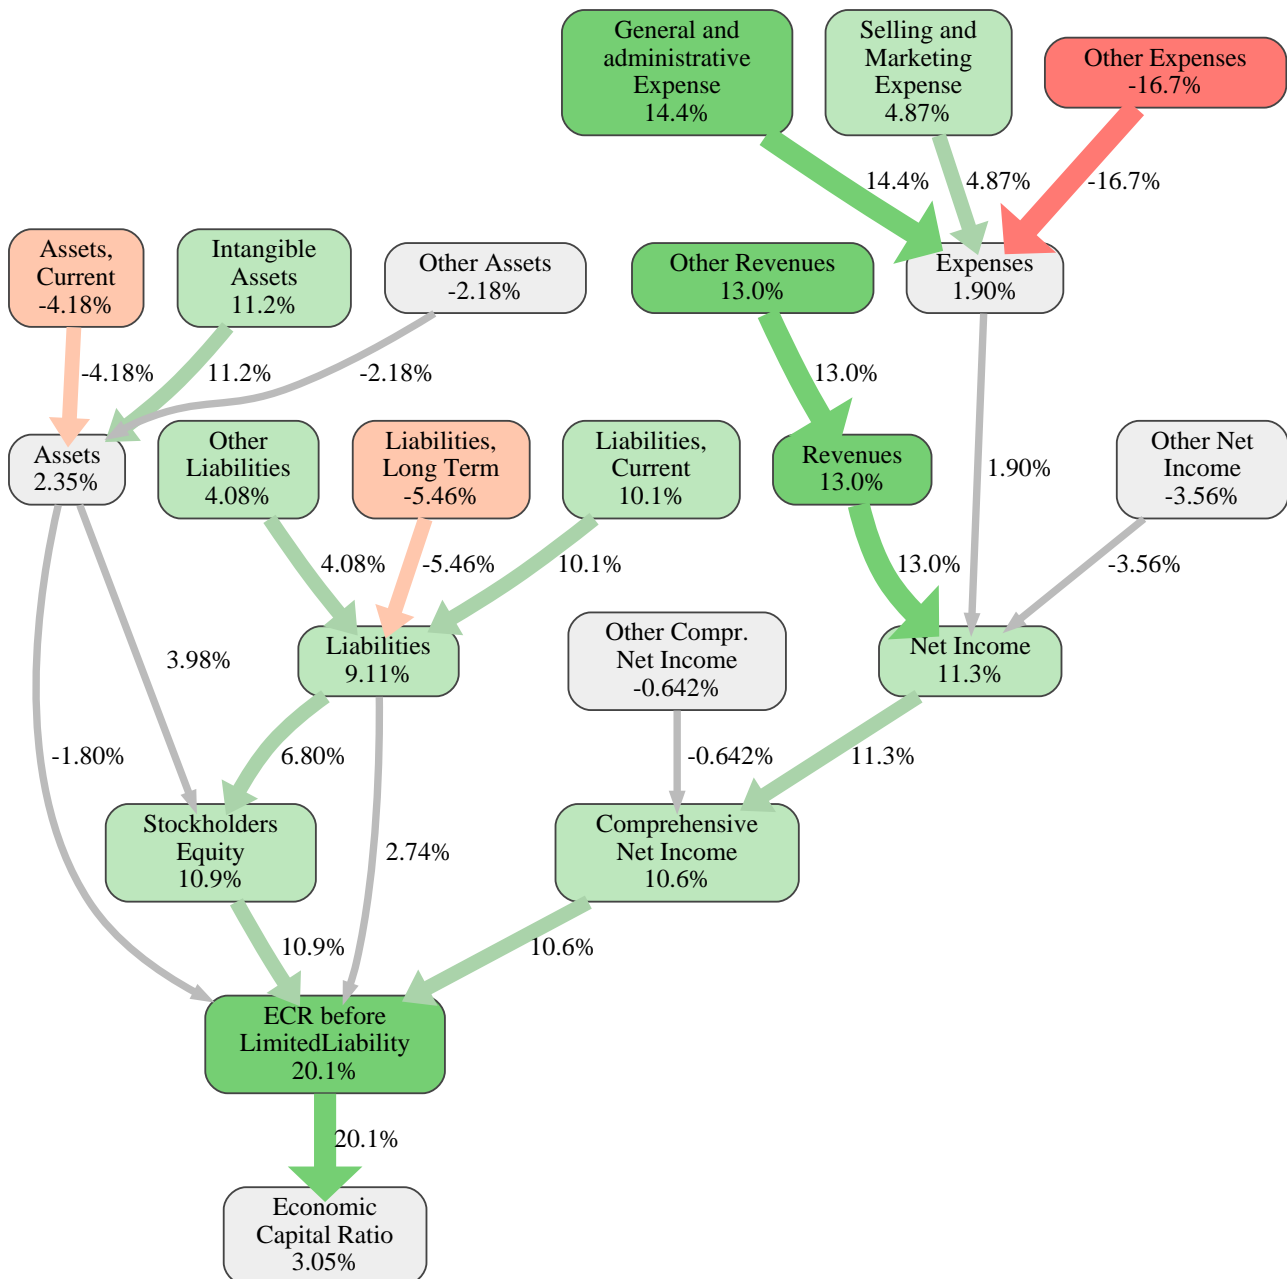 General and
administrative
Expense
14.4%
Selling and
Marketing
Expense
4.87%
Other Expenses
-16.7%
14.4%
4.87%
-16.7%
Assets,
Current
-4.18%
Intangible
Assets
11.2%
Other Assets
-2.18%
Other Revenues
13.0%
Expenses
1.90%
-4.18%
11.2%
-2.18%
13.0%
Assets
2.35%
Other
Liabilities
4.08%
Liabilities,
Long Term
-5.46%
Liabilities,
Current
10.1%
Revenues
13.0%
1.90%
Other Net
Income
-3.56%
4.08%
-5.46%
10.1%
13.0%
-3.56%
3.98%
Liabilities
9.11%
Other Compr.
Net Income
-0.642%
Net Income
11.3%
-1.80%
6.80%
-0.642%
11.3%
Stockholders
Equity
10.9%
2.74%
Comprehensive
Net Income
10.6%
10.9%
10.6%
ECR before
LimitedLiability
20.1%
20.1%
Economic
Capital Ratio
3.05%